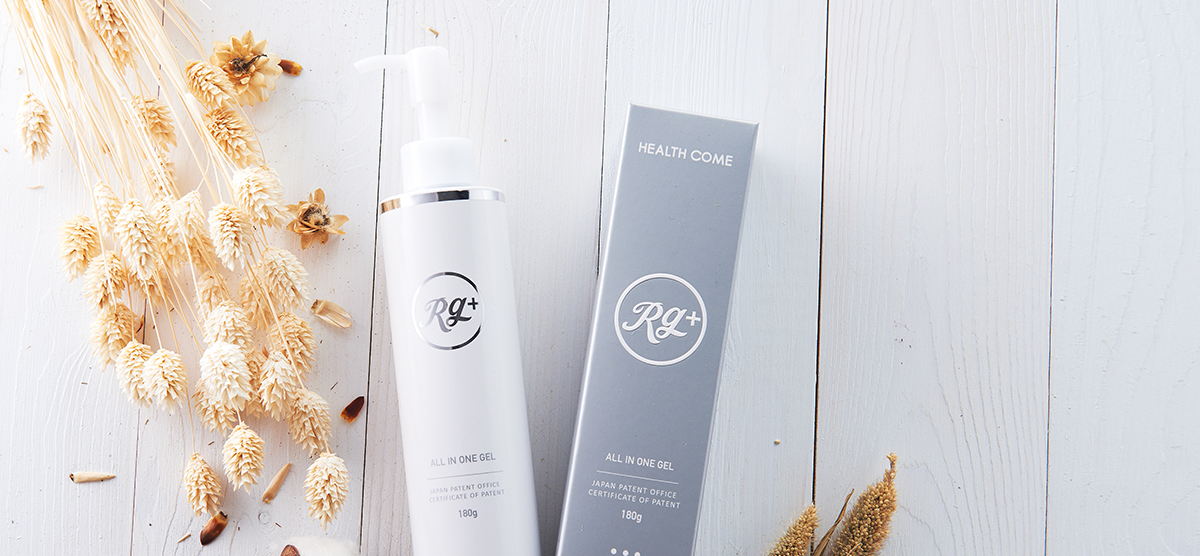 Rg+
ALL IN ONE GEL
JAPAN PATENT OFFICE
CERTIFICATE OF PATENT
180g
HEALTH COME
Rg+
ALL IN ONE GEL
JAPAN PATENT OFFICE
CERTIFICATE OF PATENT
180g